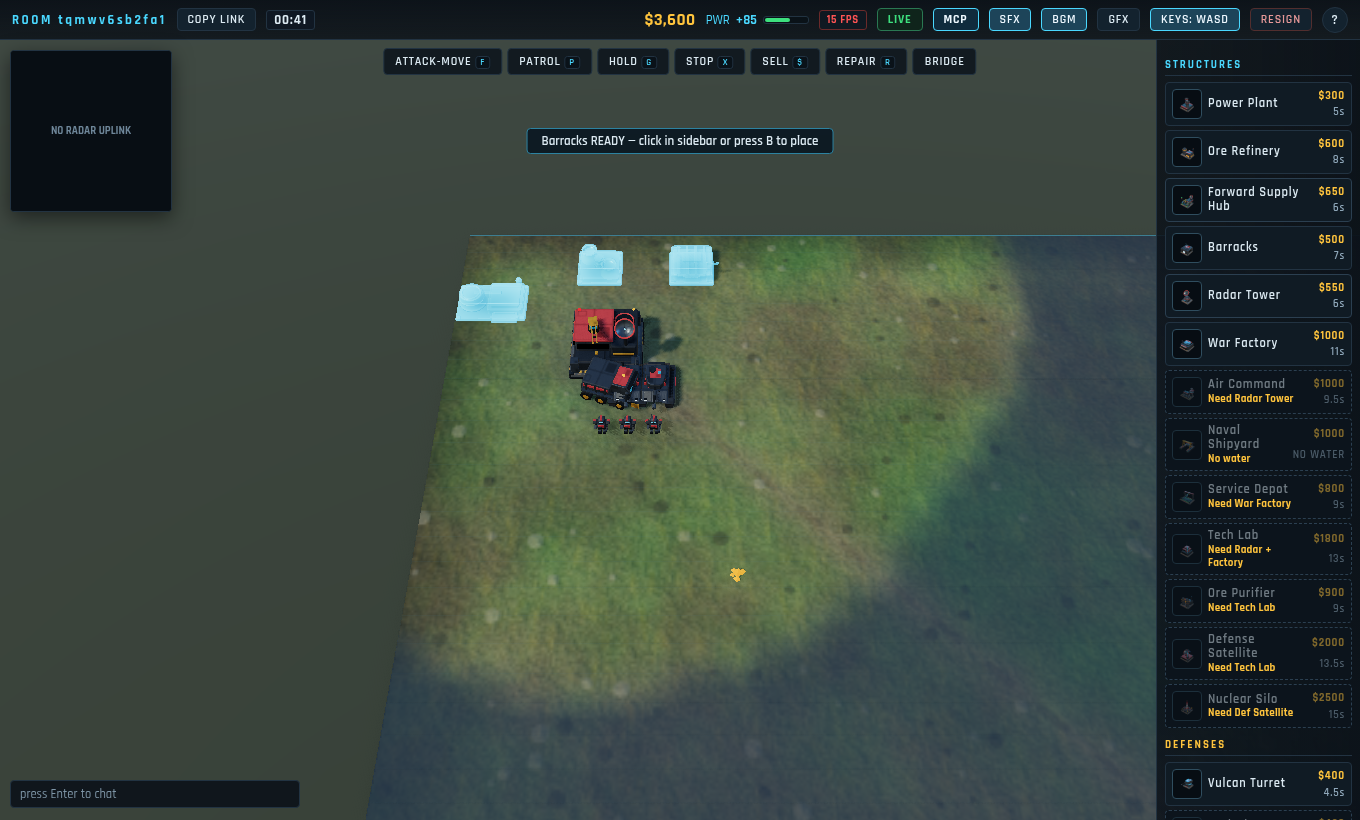 ROOM tqmwv6sb2fa1
COPY LINK
00:41
$3,600
PWR +85
15 FPS
LIVE
MCP
SFX
BGM
GFX
KEYS: WASD
RESIGN
?
ATTACK-MOVE F
PATROL P
HOLD G
STOP X
SELL $
REPAIR R
BRIDGE
NO RADAR UPLINK
Barracks READY — click in sidebar or press B to place
STRUCTURES
Power Plant
$300
5s
Ore Refinery
$600
8s
Forward Supply
Hub
$650
6s
Barracks
$500
7s
Radar Tower
$550
6s
War Factory
$1000
11s
Air Command
Need Radar Tower
$1000
9.5s
Naval
Shipyard
No water
$1000
NO WATER
Service Depot
Need War Factory
$800
9s
Tech Lab
Need Radar +
Factory
$1800
13s
Ore Purifier
Need Tech Lab
$900
9s
Defense
Satellite
Need Tech Lab
$2000
13.5s
Nuclear Silo
Need Def Satellite
$2500
15s
DEFENSES
Vulcan Turret
$400
4.5s
press Enter to chat